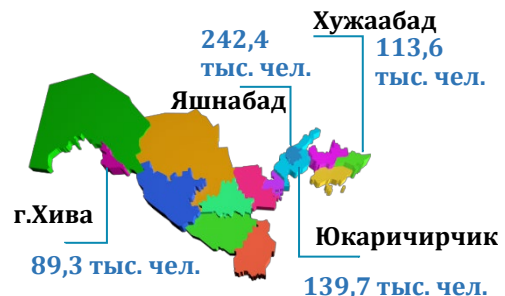 Хужаабад
113,6
тыс. чел.
242,4
тыс. чел.
Яшнабад
г.Хива
89,3 тыс. чел.
Юкаричирчик
139,7 тыс. чел.